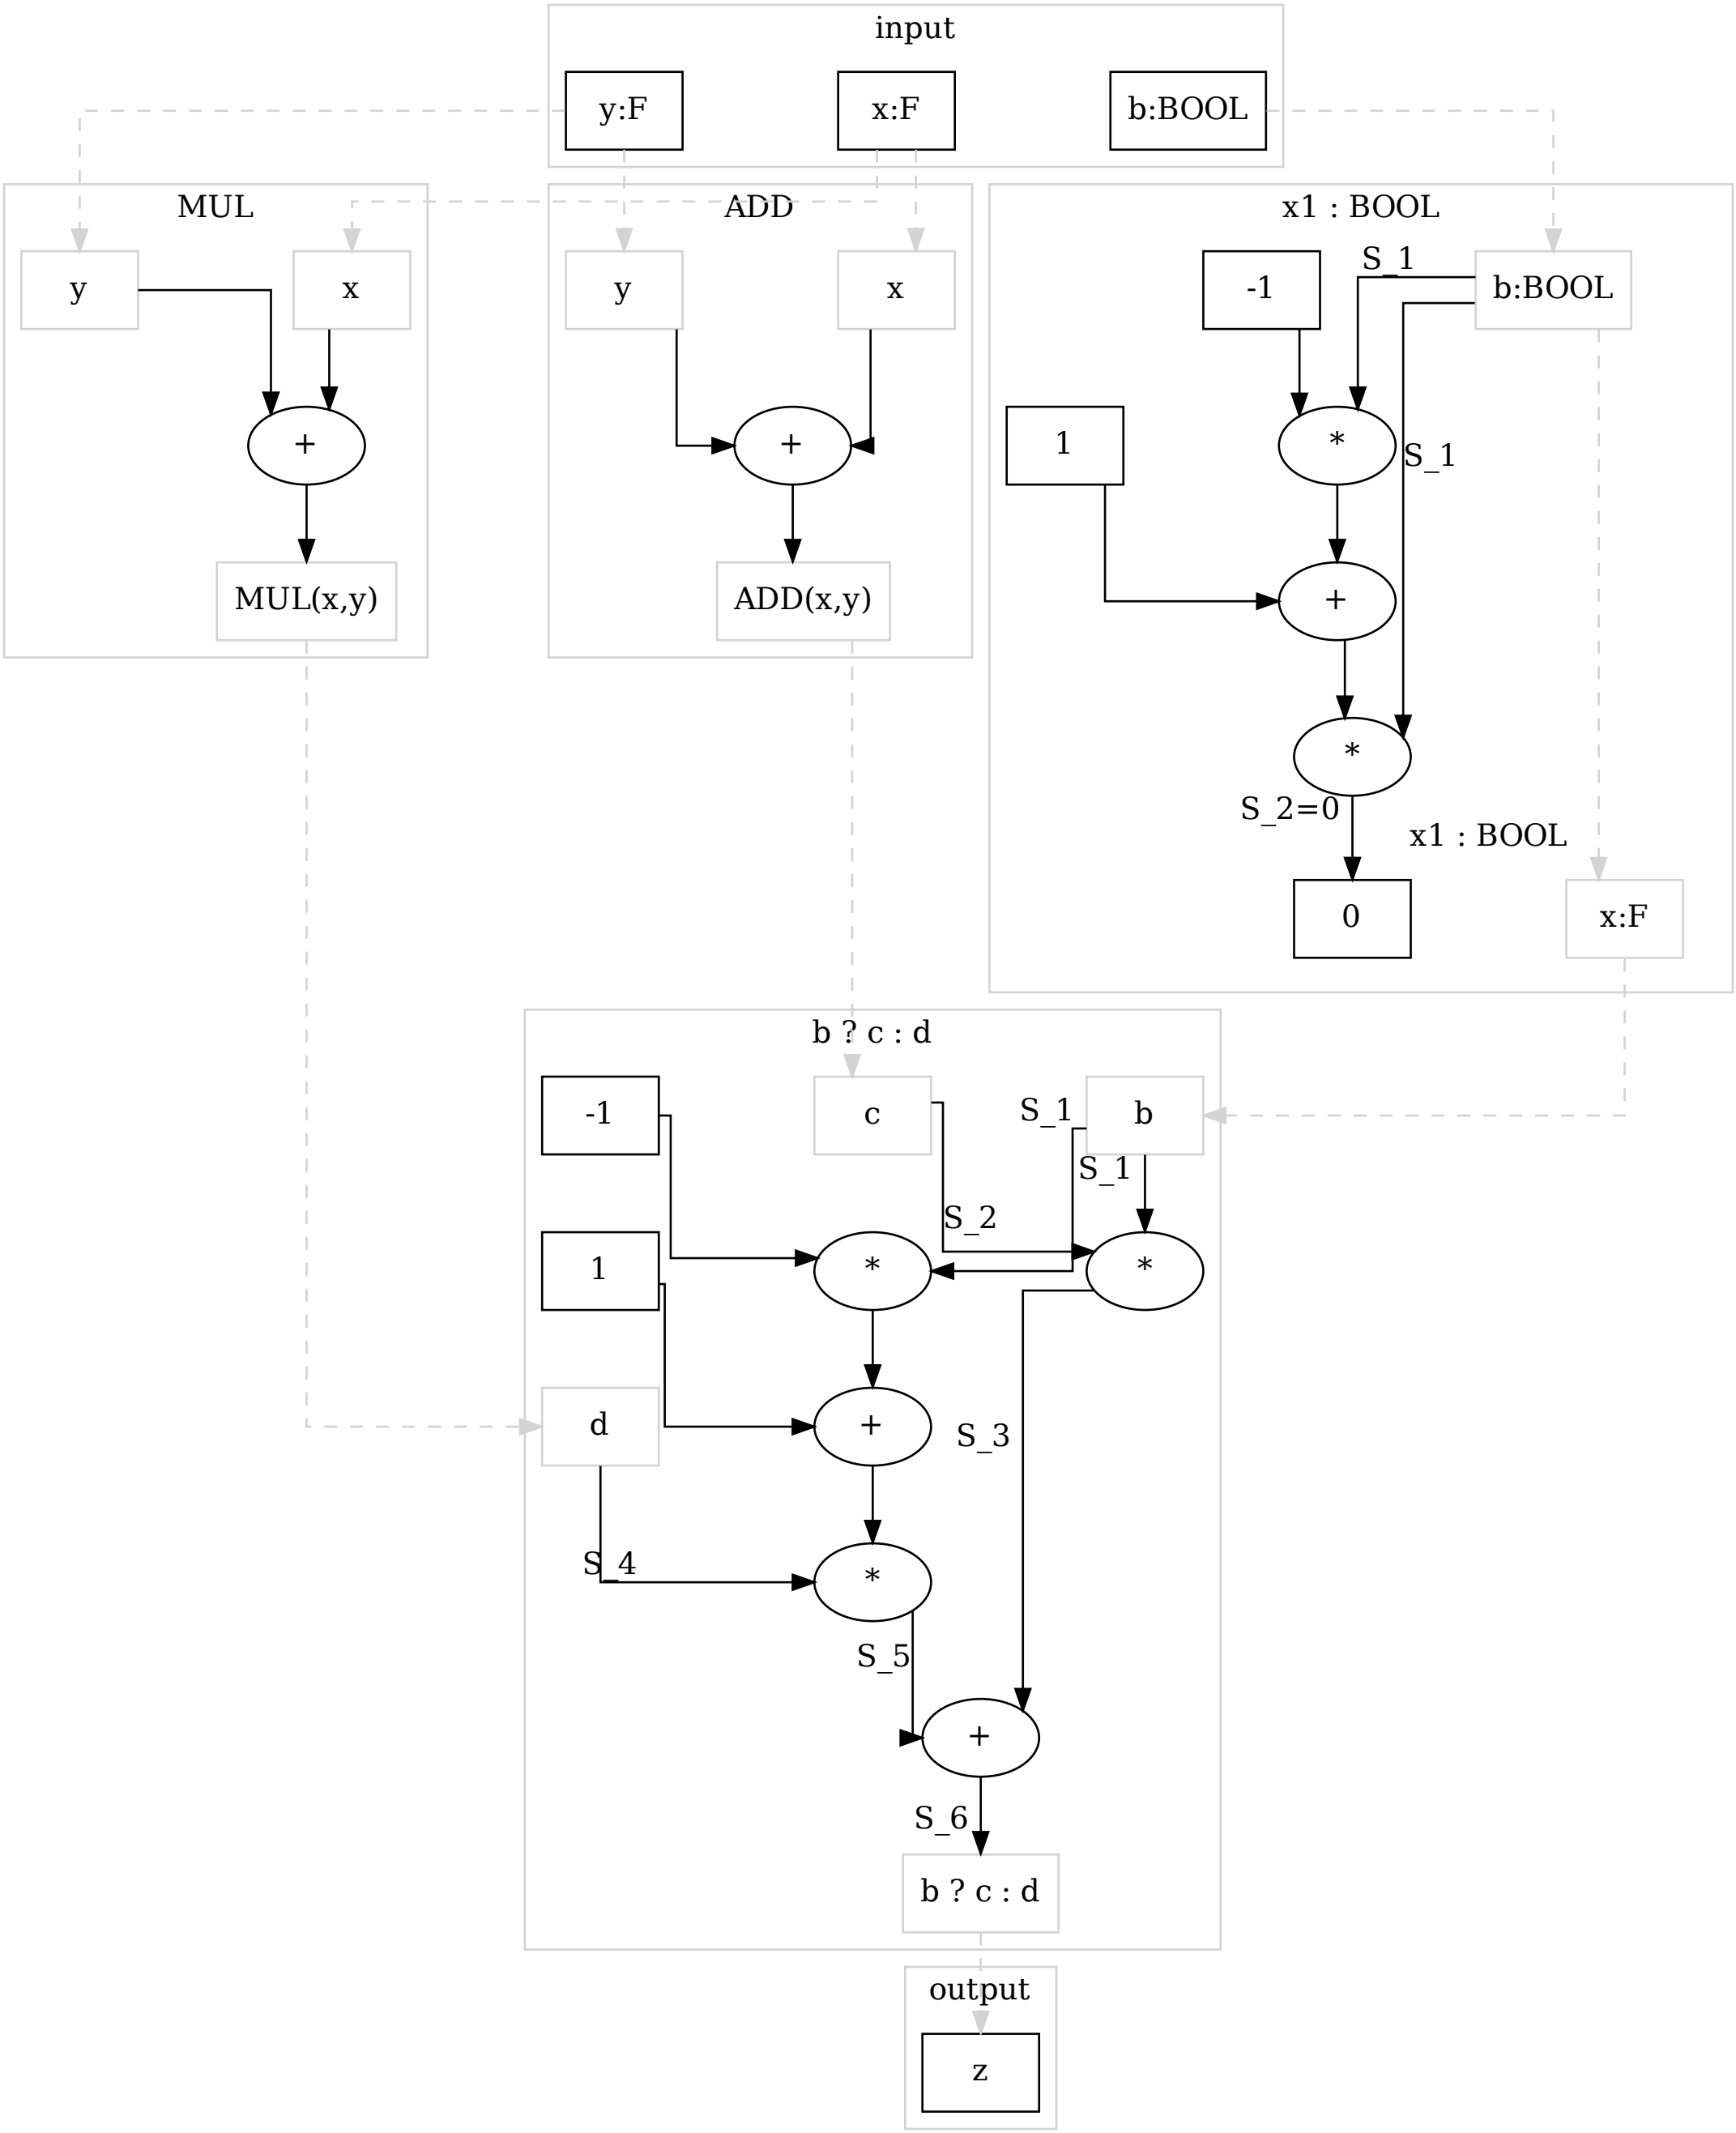 input
y:F
x:F
b:BOOL
MUL
ADD
x1 : BOOL
y
x
y
x
-1
S_1
b:BOOL
+
+
1
*
S_1
MUL(x,y)
ADD(x,y)
+
*
S_2=0
x1 : BOOL
0
x:F
b ? c : d
-1
c
S_1
b
S_1
S_2
1
*
*
d
+
S_3
S_4
*
S_5
+
S_6
b ? c : d
output
z